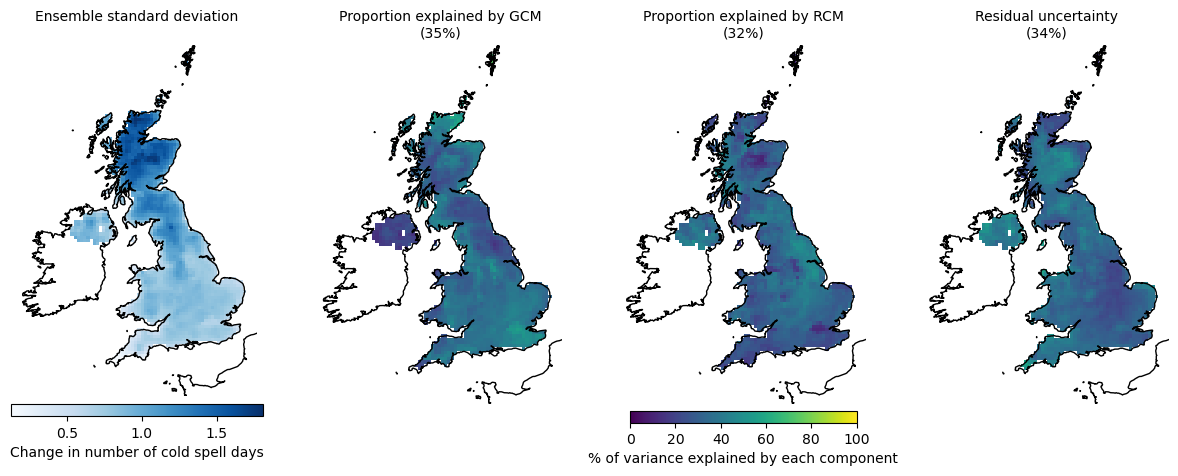 Ensemble standard deviation
Proportion explained by GCM
(35%)
Proportion explained by RCM
(32%)
Residual uncertainty
(34%)
0.5 1.0 1.5
Change in number of cold spell days
0 20 40 60 80 100
% of variance explained by each component